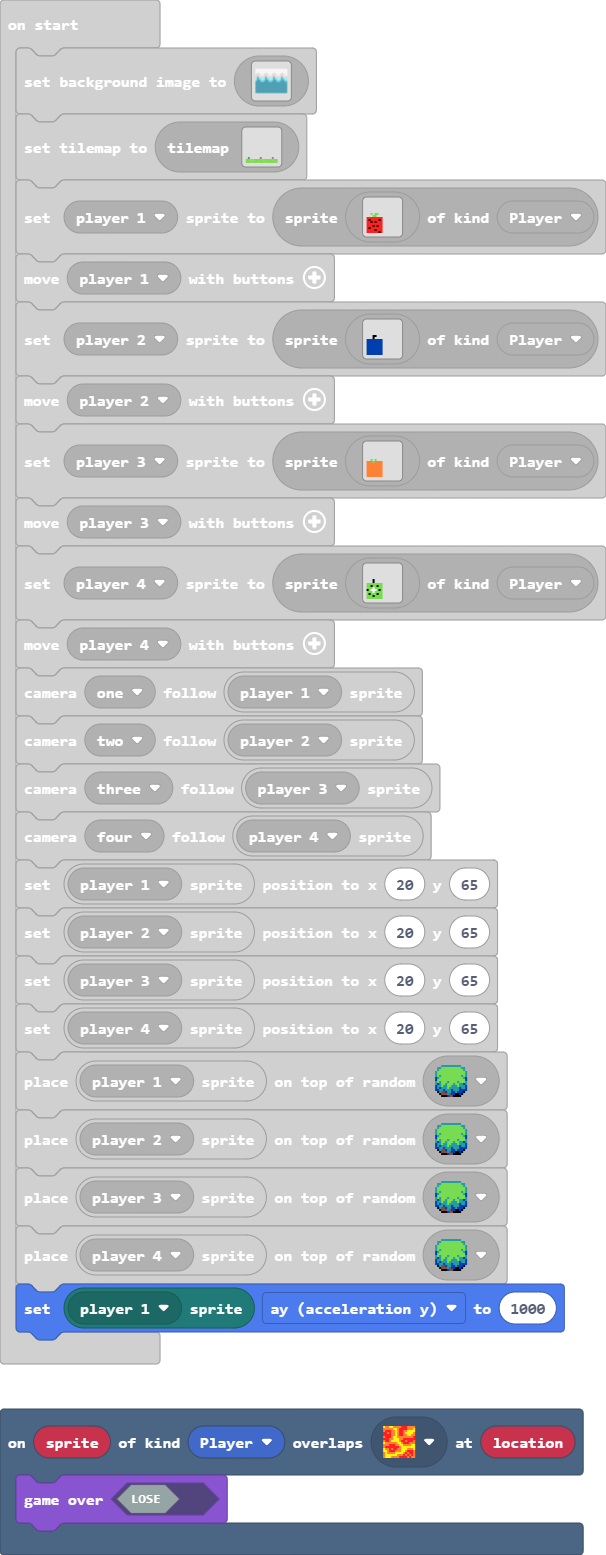 on start
set background image to
set tilemap to tilemap
set player 1 sprite to sprite of kind Player
move player 1 with buttons
set player 2 sprite to sprite of kind Player
move player 2 with buttons
set player 3 sprite to sprite of kind Player
move player 3 with buttons
set player 4 sprite to sprite of kind Player
move player 4 with buttons
camera one follow player 1 sprite
camera two follow player 2 sprite
camera three follow player 3 sprite
camera four follow player 4 sprite
set player 1 sprite position to x 20 y 65
set player 2 sprite position to x 20 y 65
set player 3 sprite position to x 20 y 65
set player 4 sprite position to x 20 y 65
place player 1 sprite on top of random
place player 2 sprite on top of random
place player 3 sprite on top of random
place player 4 sprite on top of random
set player 1 sprite ay (acceleration y) to 1000
on sprite of kind Player overlaps at location
game over LOSE